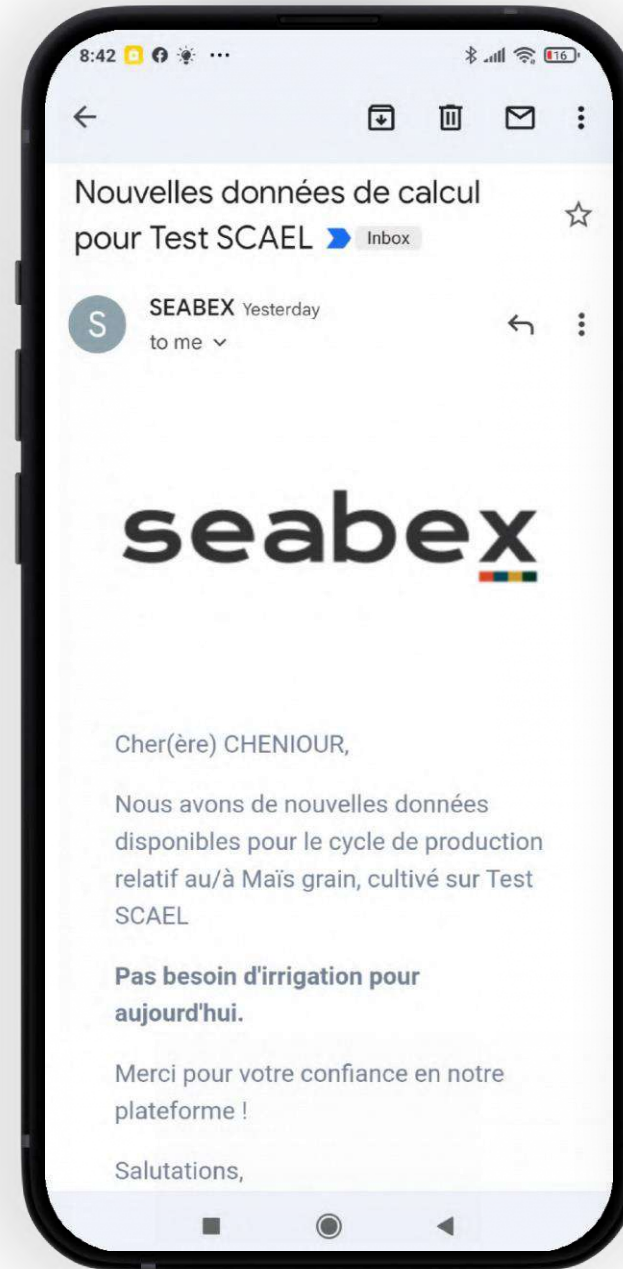 8:42
16
Nouvelles données de calcul
pour Test SCAEL Inbox
S
SEABEX Yesterday
to me
seabex
Cher(ère) CHENIOUR,
Nous avons de nouvelles données
disponibles pour le cycle de production
relatif au/à Maïs grain, cultivé sur Test
SCAEL
Pas besoin d'irrigation pour
aujourd'hui.
Merci pour votre confiance en notre
plateforme !
Salutations,